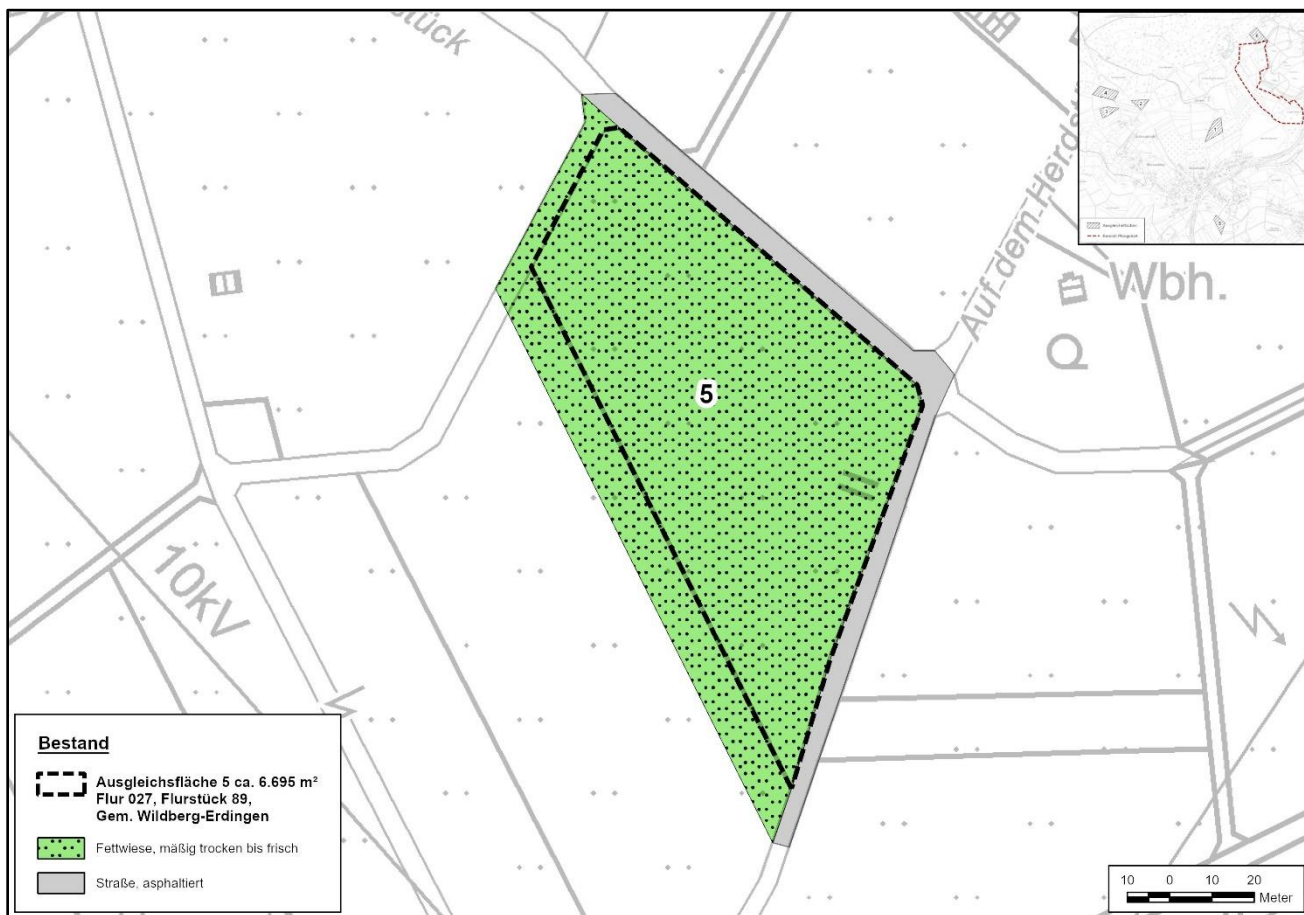 stück
Auf dem Herdst
Wbh.
Q
5
10kV
Bestand
Ausgleichsfläche 5 ca. 6.695 m²
Flur 027, Flurstück 89,
Gem. Wildberg-Erdingen
Fettwiese, mäßig trocken bis frisch
Straße, asphaltiert
10 0 10 20
Meter